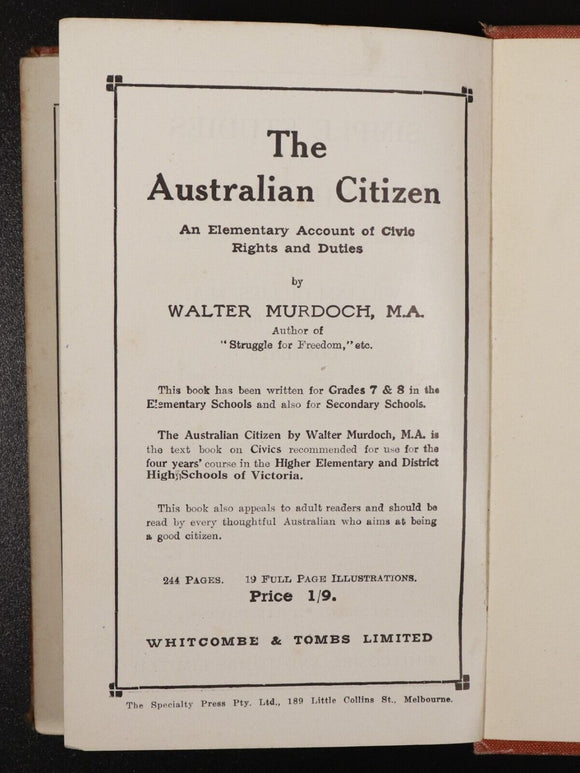 The
Australian Citizen
An Elementary Account of Civic
Rights and Duties
by
WALTER MURDOCH, M.A.
Author of
"Struggle for Freedom," etc.
This book has been written for Grades 7 & 8 in the
Elementary Schools and also for Secondary Schools.
The Australian Citizen by Walter Murdoch, M.A. is
the text book on Civics recommended for use for the
four years' course in the Higher Elementary and District
High Schools of Victoria.
This book also appeals to adult readers and should be
read by every thoughtful Australian who aims at being
a good citizen.
244 PAGES. 19 FULL PAGE ILLUSTRATIONS.
Price 1/9.
WHITCOMBE & TOMBS LIMITED
The Specialty Press Pty. Ltd., 189 Little Collins St., Melbourne.